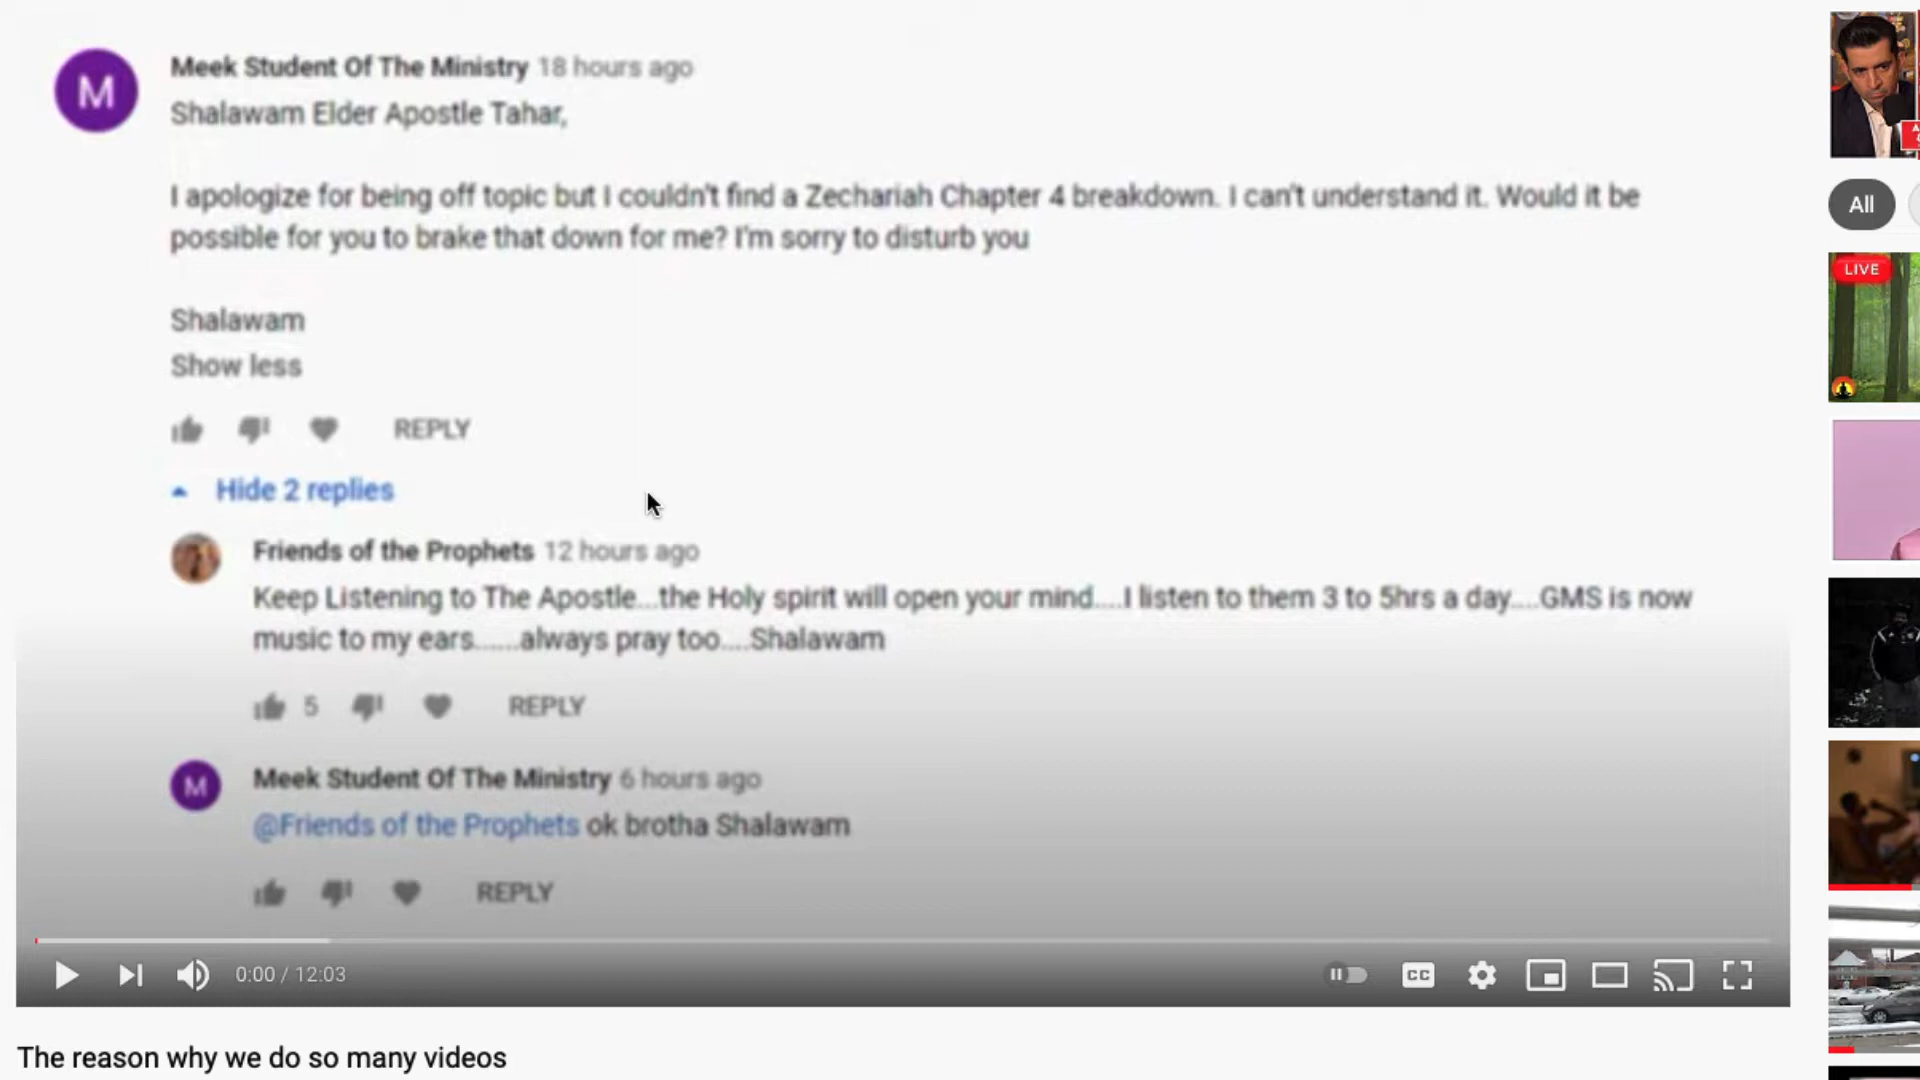 M
Meek Student Of The Ministry 18 hours ago
Shalawam Elder Apostle Tahar,
I apologize for being off topic but I couldn't find a Zechariah Chapter 4 breakdown. I can't understand it. Would it be
possible for you to brake that down for me? I'm sorry to disturb you
Shalawam
Show less
REPLY
Hide 2 replies
Friends of the Prophets 12 hours ago
Keep Listening to The Apostle...the Holy spirit will open your mind....I listen to them 3 to 5hrs a day....GMS is now
music to my ears......always pray too....Shalawam
5 REPLY
M
Meek Student Of The Ministry 6 hours ago
@Friends of the Prophets ok brotha Shalawam
REPLY
0:00 / 12:03
CC
The reason why we do so many videos
All
LIVE